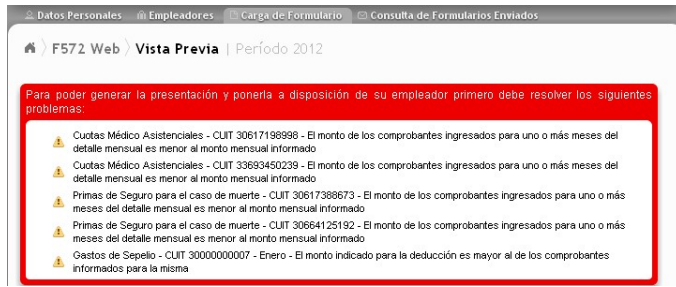 Datos Personales Empleadores Carga de Formulario Consulta de Formularios Enviados
F572 Web Vista Previa | Período 2012
Para poder generar la presentación y ponerla a disposición de su empleador primero debe resolver los siguientes
problemas:
Cuotas Médico Asistenciales - CUIT 30617198998 - El monto de los comprobantes ingresados para uno o más meses del
detalle mensual es menor al monto mensual informado
Cuotas Médico Asistenciales - CUIT 33693450239 - El monto de los comprobantes ingresados para uno o más meses del
detalle mensual es menor al monto mensual informado
Primas de Seguro para el caso de muerte - CUIT 30617388673 - El monto de los comprobantes ingresados para uno o más
meses del detalle mensual es menor al monto mensual informado
Primas de Seguro para el caso de muerte - CUIT 30664125192 - El monto de los comprobantes ingresados para uno o más
meses del detalle mensual es menor al monto mensual informado
Gastos de Sepelio - CUIT 30000000007 - Enero - El monto indicado para la deducción es mayor al de los comprobantes
informados para la misma